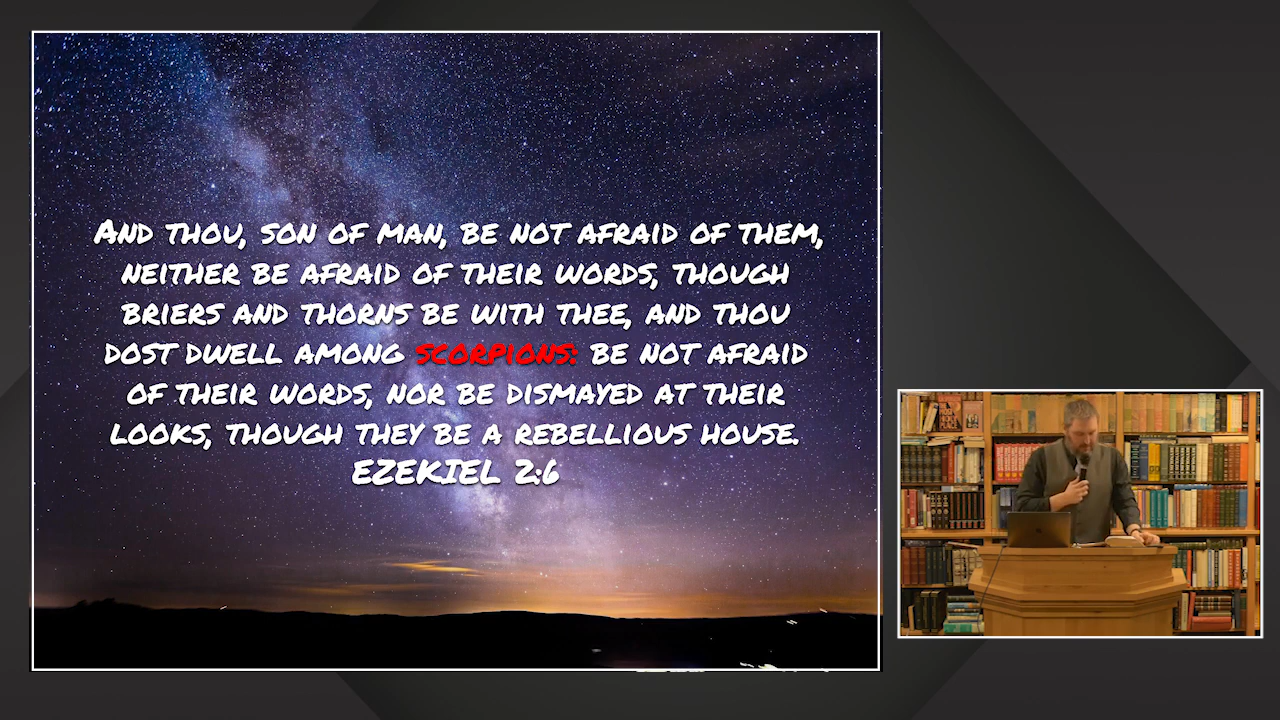 And thou, son of man, be not afraid of them,
neither be afraid of their words, though
briers and thorns be with thee, and thou
dost dwell among scorpions: be not afraid
of their words, nor be dismayed at their
looks, though they be a rebellious house.
EZEKIEL 2:6